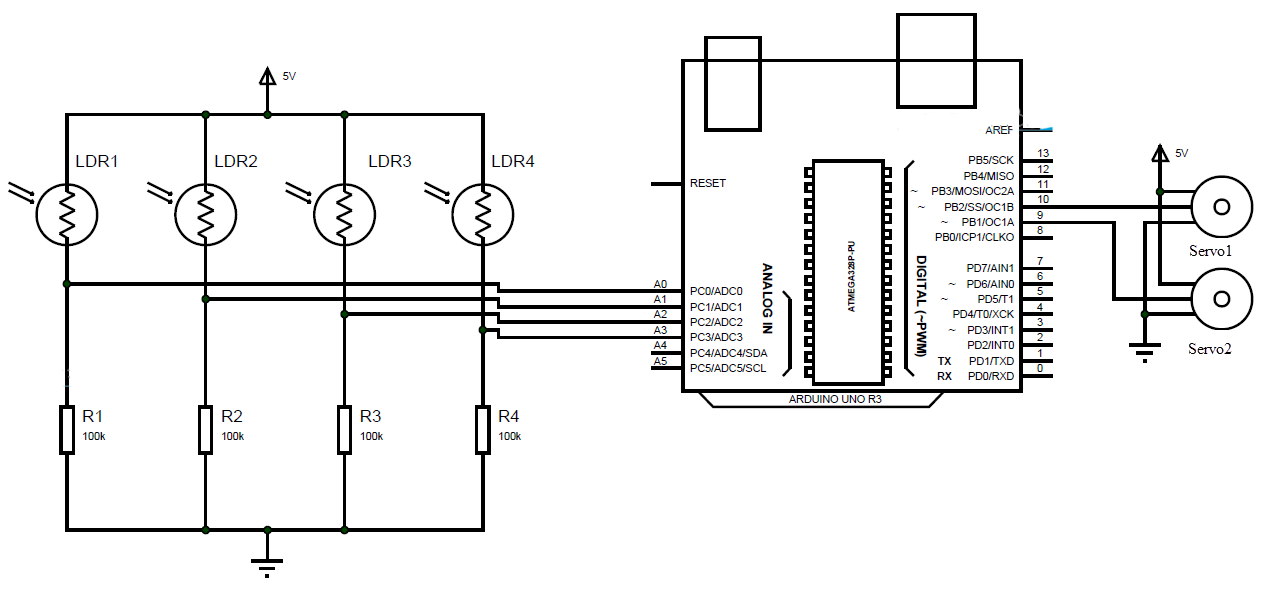 5V
LDR1
LDR2
LDR3
LDR4
R1
100k
R2
100k
R3
100k
R4
100k
RESET
A0
A1
A2
A3
A4
A5
PC0/ADC0
PC1/ADC1
PC2/ADC2
PC3/ADC3
PC4/ADC4/SDA
PC5/ADC5/SCL
ANALOG IN
ATMEGA328P-PU
DIGITAL (~PWM)
AREF
PB5/SCK 13
PB4/MISO 12
~ PB3/MOSI/OC2A 11
~ PB2/SS/OC1B 10
~ PB1/OC1A 9
PB0/ICP1/CLKO 8
PD7/AIN1 7
~ PD6/AIN0 6
~ PD5/T1 5
PD4/T0/XCK 4
~ PD3/INT1 3
PD2/INT0 2
TX PD1/TXD 1
RX PD0/RXD 0
ARDUINO UNO R3
5V
Servo1
Servo2